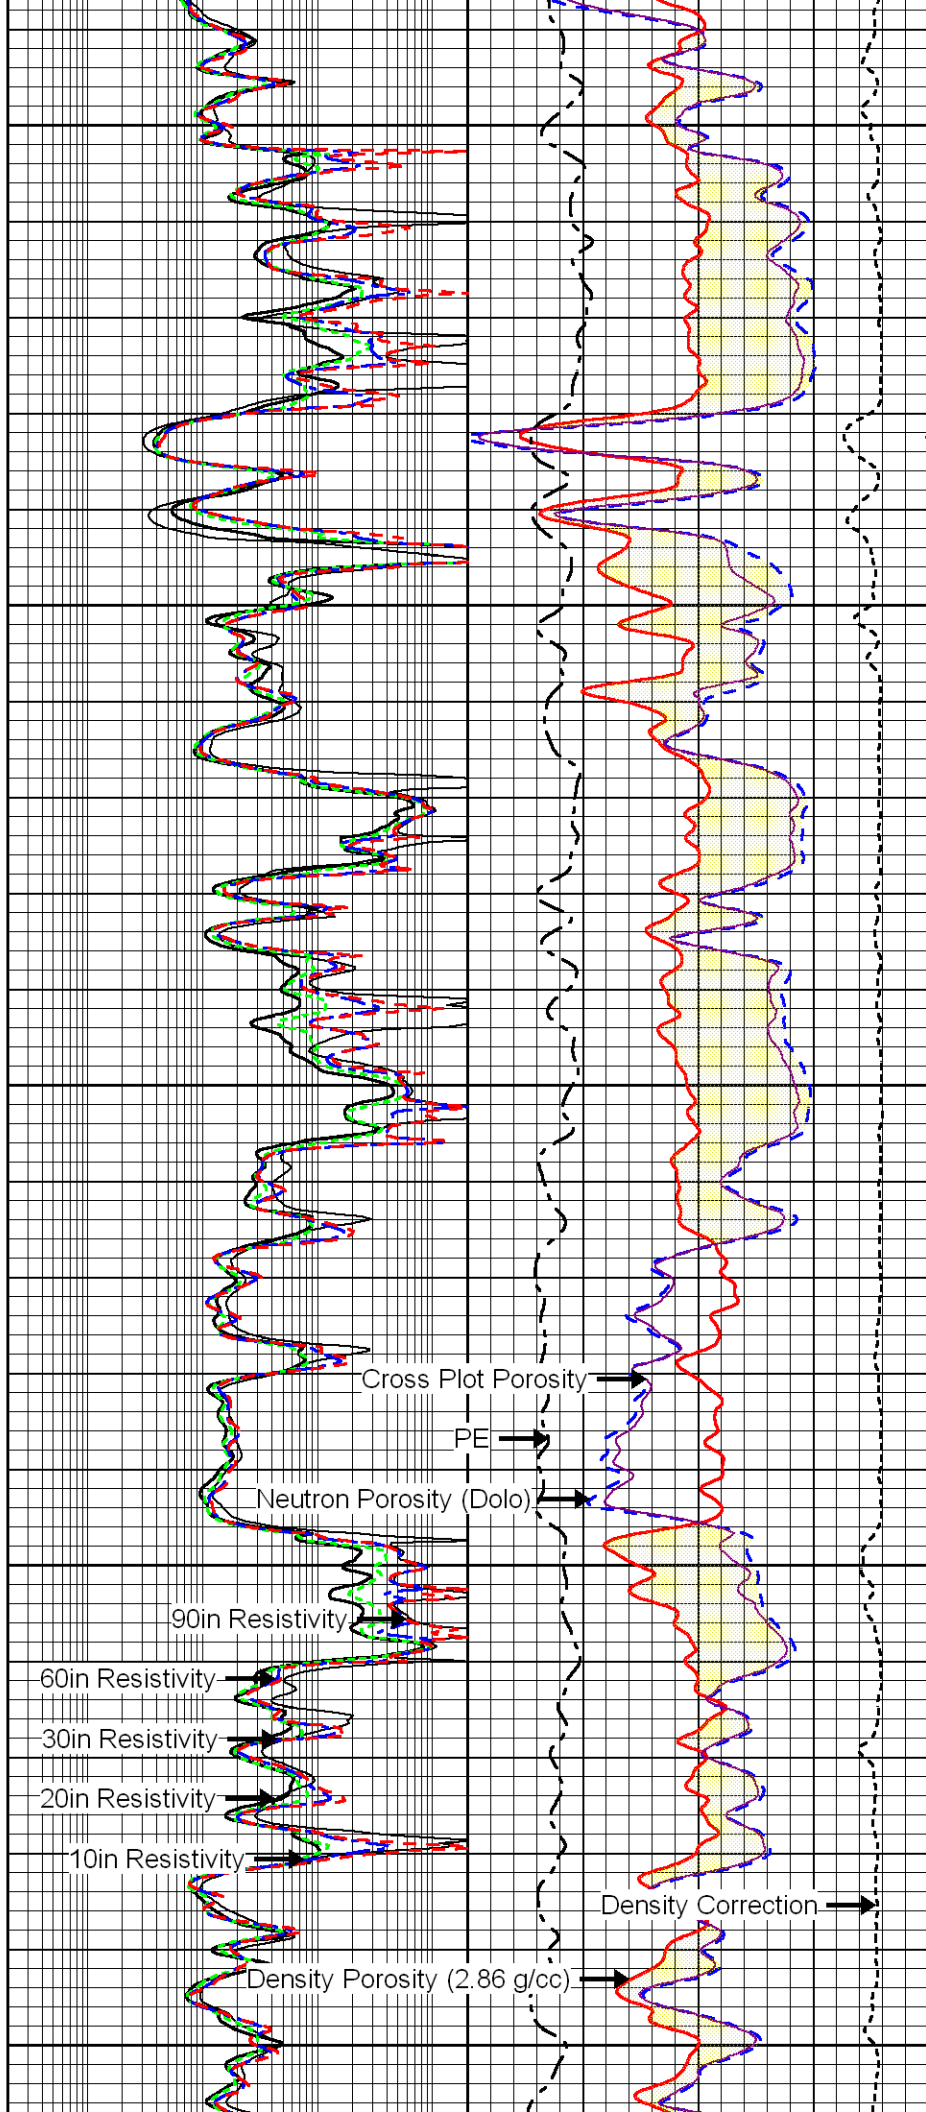 Cross Plot Porosity
PE
Neutron Porosity (Dolo)
90in Resistivity
60in Resistivity
30in Resistivity
20in Resistivity
10in Resistivity
Density Correction
Density Porosity (2.86 g/cc)